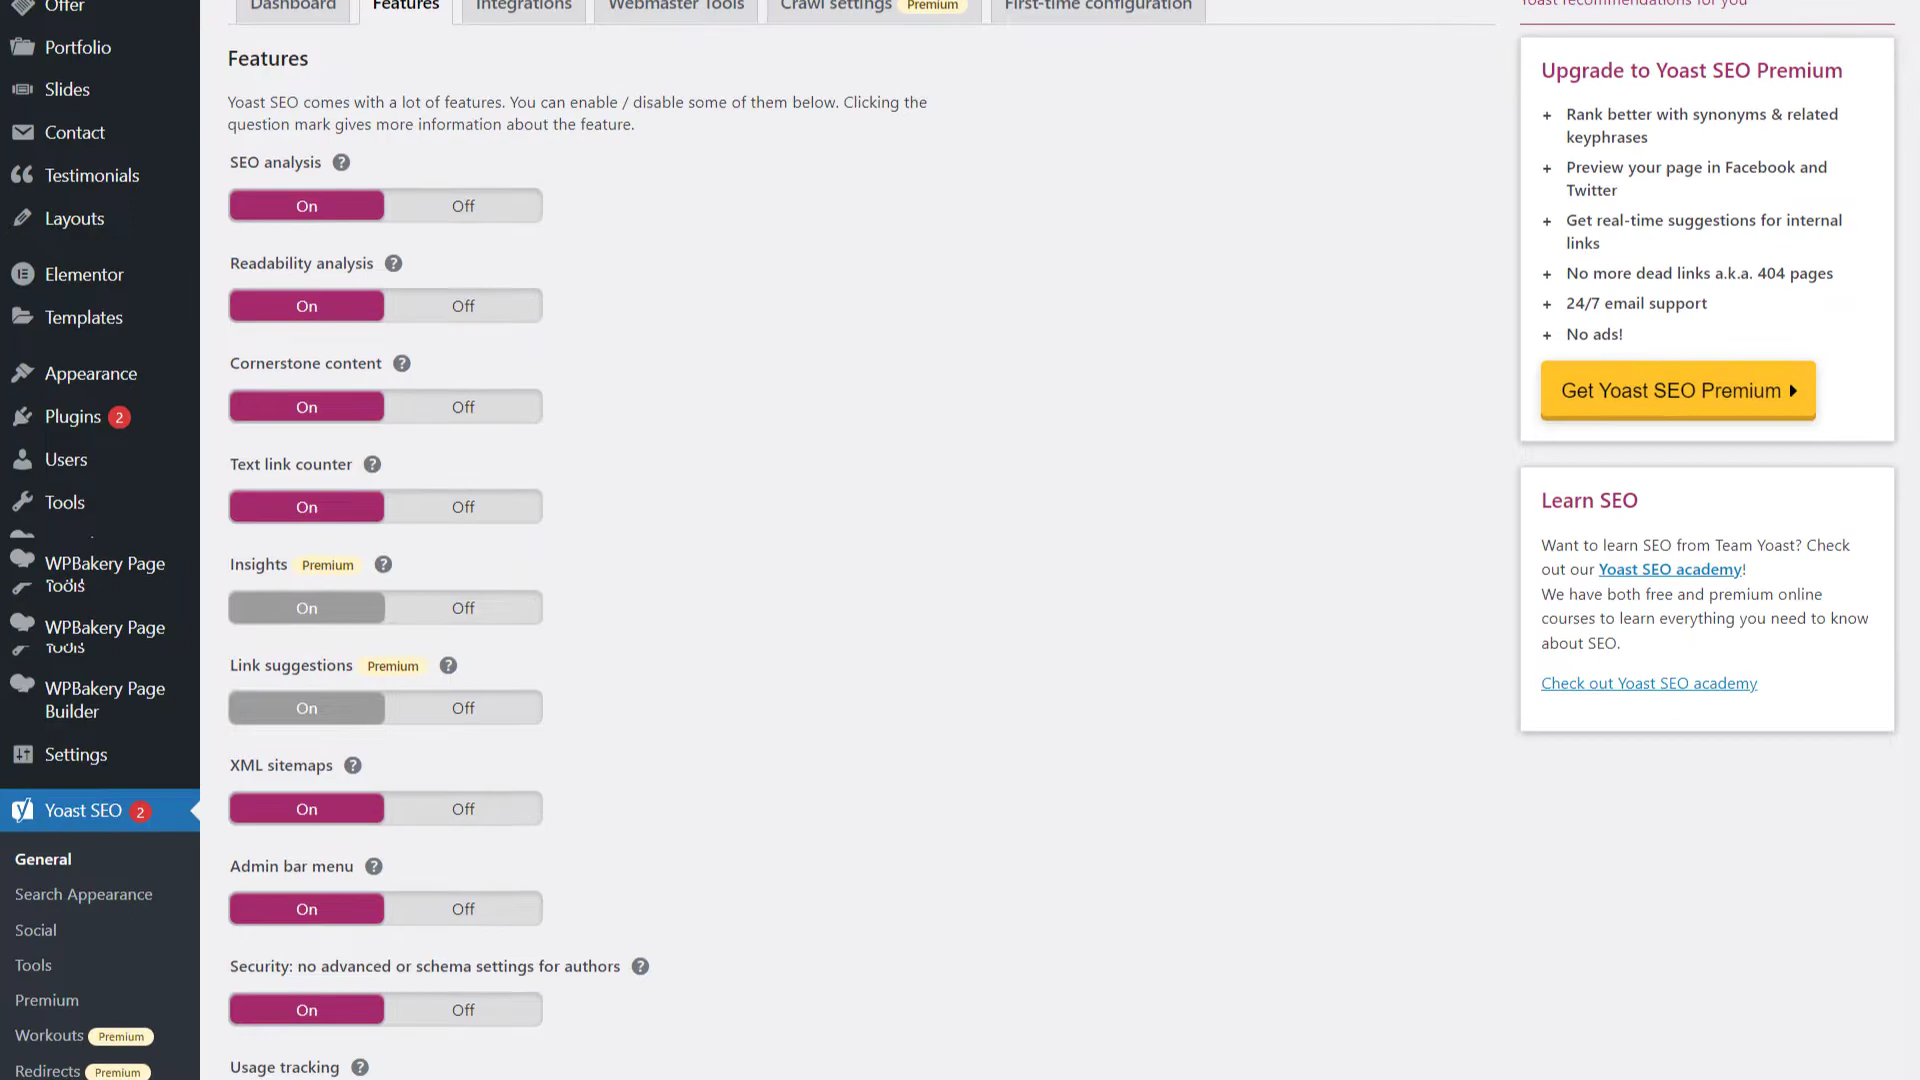 Offer
Portfolio
Slides
Contact
Testimonials
Layouts
Elementor
Templates
Appearance
Plugins 2
Users
Tools
WPBakery Page
Tools
WPBakery Page
Tools
WPBakery Page
Builder
Settings
Yoast SEO 2
General
Search Appearance
Social
Tools
Premium
Workouts Premium
Redirects Premium
Dashboard
Features
Integrations
Webmaster Tools
Crawl settings Premium
First-time configuration
Features
Yoast SEO comes with a lot of features. You can enable / disable some of them below. Clicking the
question mark gives more information about the feature.
SEO analysis ?
On Off
Readability analysis ?
On Off
Cornerstone content ?
On Off
Text link counter ?
On Off
Insights Premium ?
On Off
Link suggestions Premium ?
On Off
XML sitemaps ?
On Off
Admin bar menu ?
On Off
Security: no advanced or schema settings for authors ?
On Off
Usage tracking ?
Yoast recommendations for you
Upgrade to Yoast SEO Premium
+ Rank better with synonyms & related
keyphrases
+ Preview your page in Facebook and
Twitter
+ Get real-time suggestions for internal
links
+ No more dead links a.k.a. 404 pages
+ 24/7 email support
+ No ads!
Get Yoast SEO Premium
Learn SEO
Want to learn SEO from Team Yoast? Check
out our Yoast SEO academy!
We have both free and premium online
courses to learn everything you need to know
about SEO.
Check out Yoast SEO academy